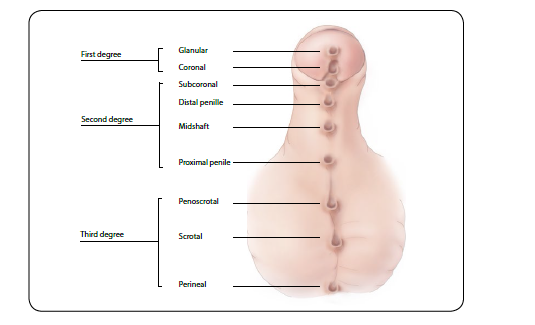 Glanular
First degree
Coronal
Subcoronal
Distal penille
Second degree
Midshaft
Proximal penile
Penoscrotal
Third degree
Scrotal
Perineal